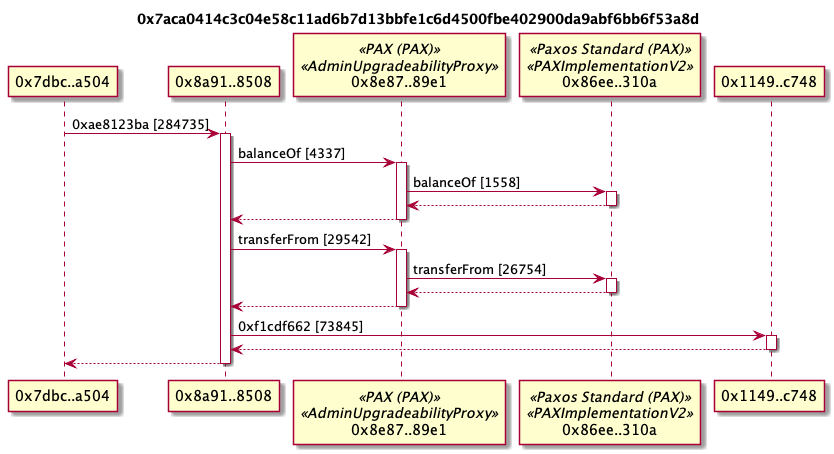 0x7aca0414c3c04e58c11ad6b7d13bbfe1c6d4500fbe402900da9abf6bb6f53a8d
0x7dbc..a504
0x8a91..8508
«PAX (PAX)»
«AdminUpgradeabilityProxy»
0x8e87..89e1
«Paxos Standard (PAX)»
«PAXImplementationV2»
0x86ee..310a
0x1149..c748
0xae8123ba [284735]
balanceOf [4337]
balanceOf [1558]
transferFrom [29542]
transferFrom [26754]
0xf1cdf662 [73845]
0x7dbc..a504
0x8a91..8508
«PAX (PAX)»
«AdminUpgradeabilityProxy»
0x8e87..89e1
«Paxos Standard (PAX)»
«PAXImplementationV2»
0x86ee..310a
0x1149..c748